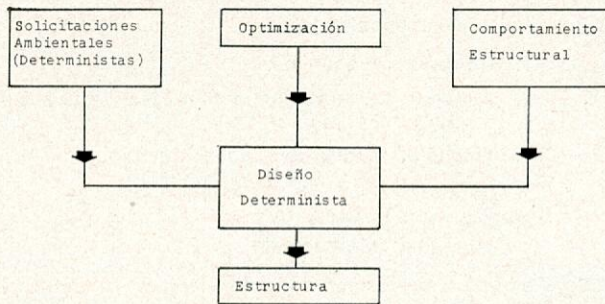 Solicitaciones
Ambientales
(Deterministas)
Optimización
Comportamiento
Estructural
Diseño
Determinista
Estructura